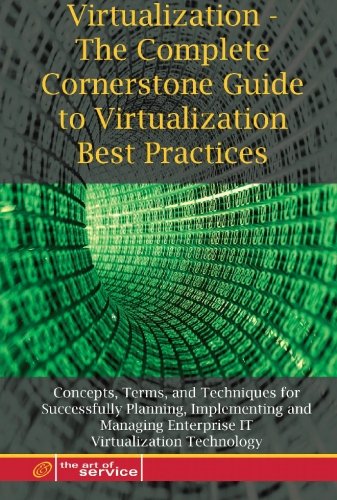 Virtualization -
The Complete
Cornerstone Guide
to Virtualization
Best Practices
Concepts, Terms, and Techniques for
Successfully Planning, Implementing and
Managing Enterprise IT
Virtualization Technology
the art of
service